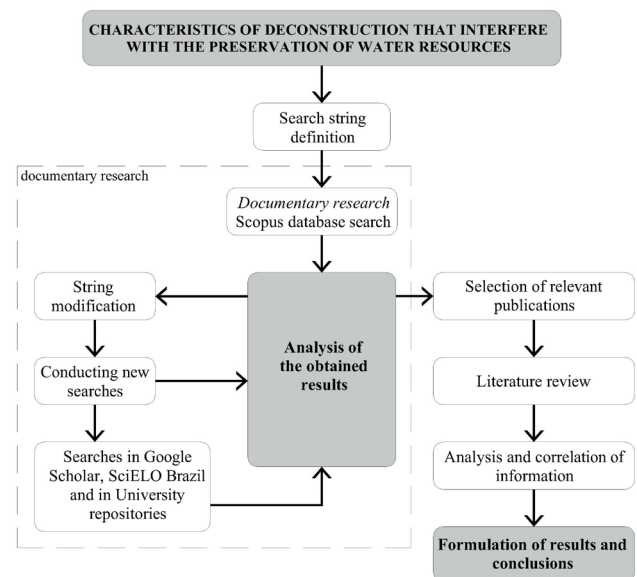 CHARACTERISTICS OF DECONSTRUCTION THAT INTERFERE
WITH THE PRESERVATION OF WATER RESOURCES
Search string
definition
documentary research
Documentary research
Scopus database search
String
modification
Conducting new
searches
Searches in Google
Scholar, SciELO Brazil
and in University
repositories
Analysis of
the obtained
results
Selection of relevant
publications
Literature review
Analysis and correlation of
information
Formulation of results and
conclusions